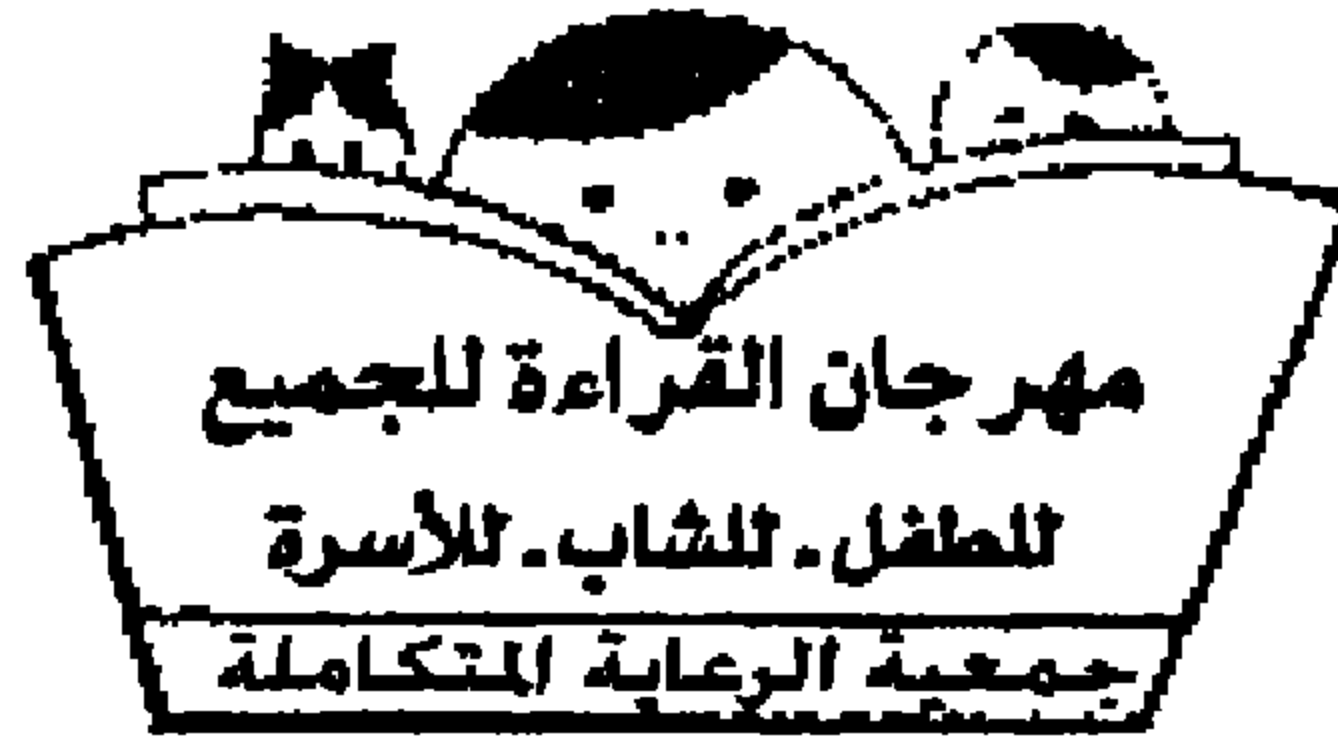 مهرجان القراءة للجميع
للطفل. للشاب. للأسرة
جمعية الرعاية المتكاملة